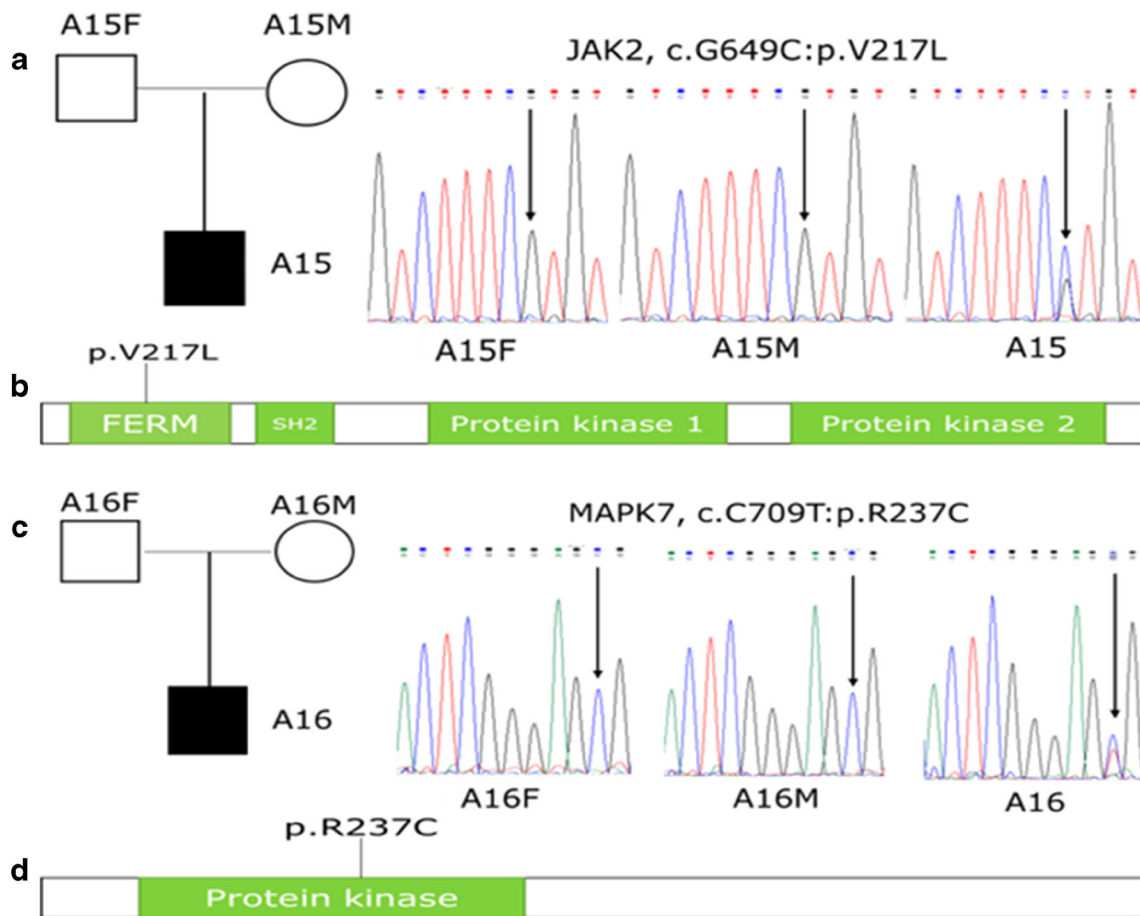 A15F A15M
a
JAK2, c.G649C:p.V217L
A15
A15F A15M A15
p.V217L
b
FERM SH2 Protein kinase 1 Protein kinase 2
A16F A16M
c
MAPK7, c.C709T:p.R237C
A16
A16F A16M A16
p.R237C
d
Protein kinase